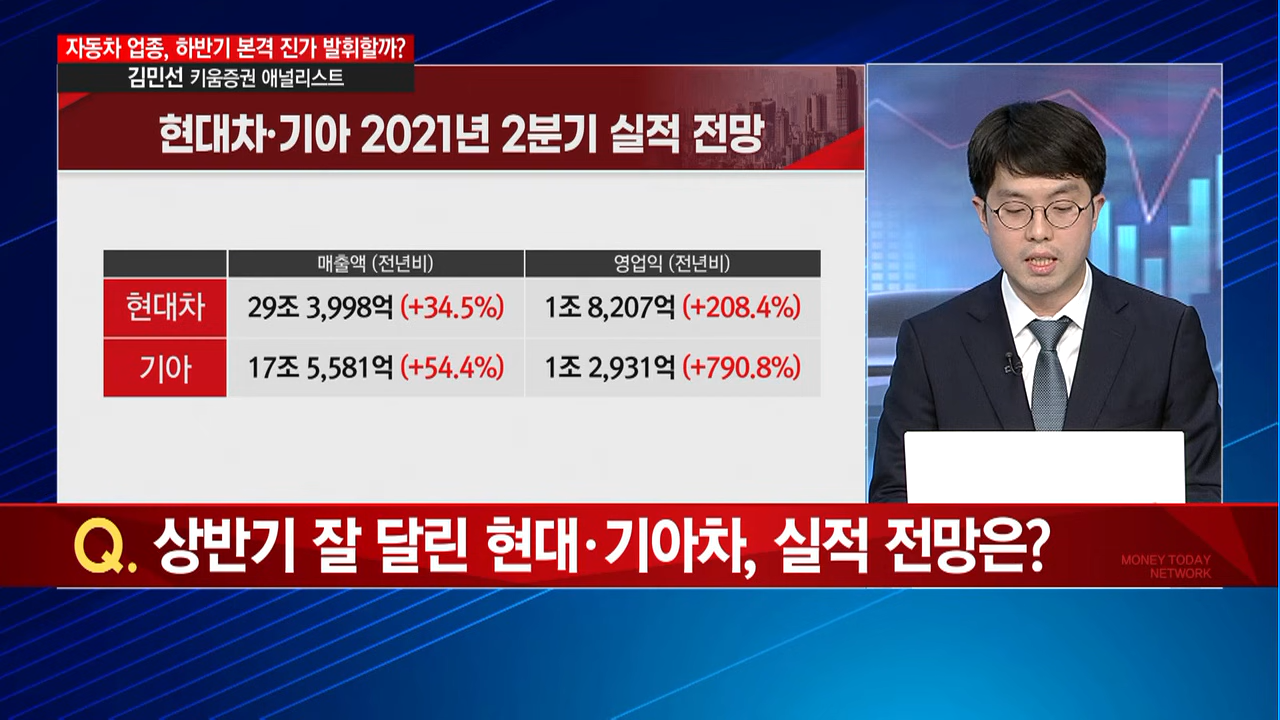 자동차 업종, 하반기 본격 진가 발휘할까?
김민선 키움증권 애널리스트
현대차·기아 2021년 2분기 실적 전망
매출액 (전년비) 영업익 (전년비)
현대차 29조 3,998억 (+34.5%) 1조 8,207억 (+208.4%)
기아 17조 5,581억 (+54.4%) 1조 2,931억 (+790.8%)
Q. 상반기 잘 달린 현대·기아차, 실적 전망은?
MONEY TODAY
NETWORK